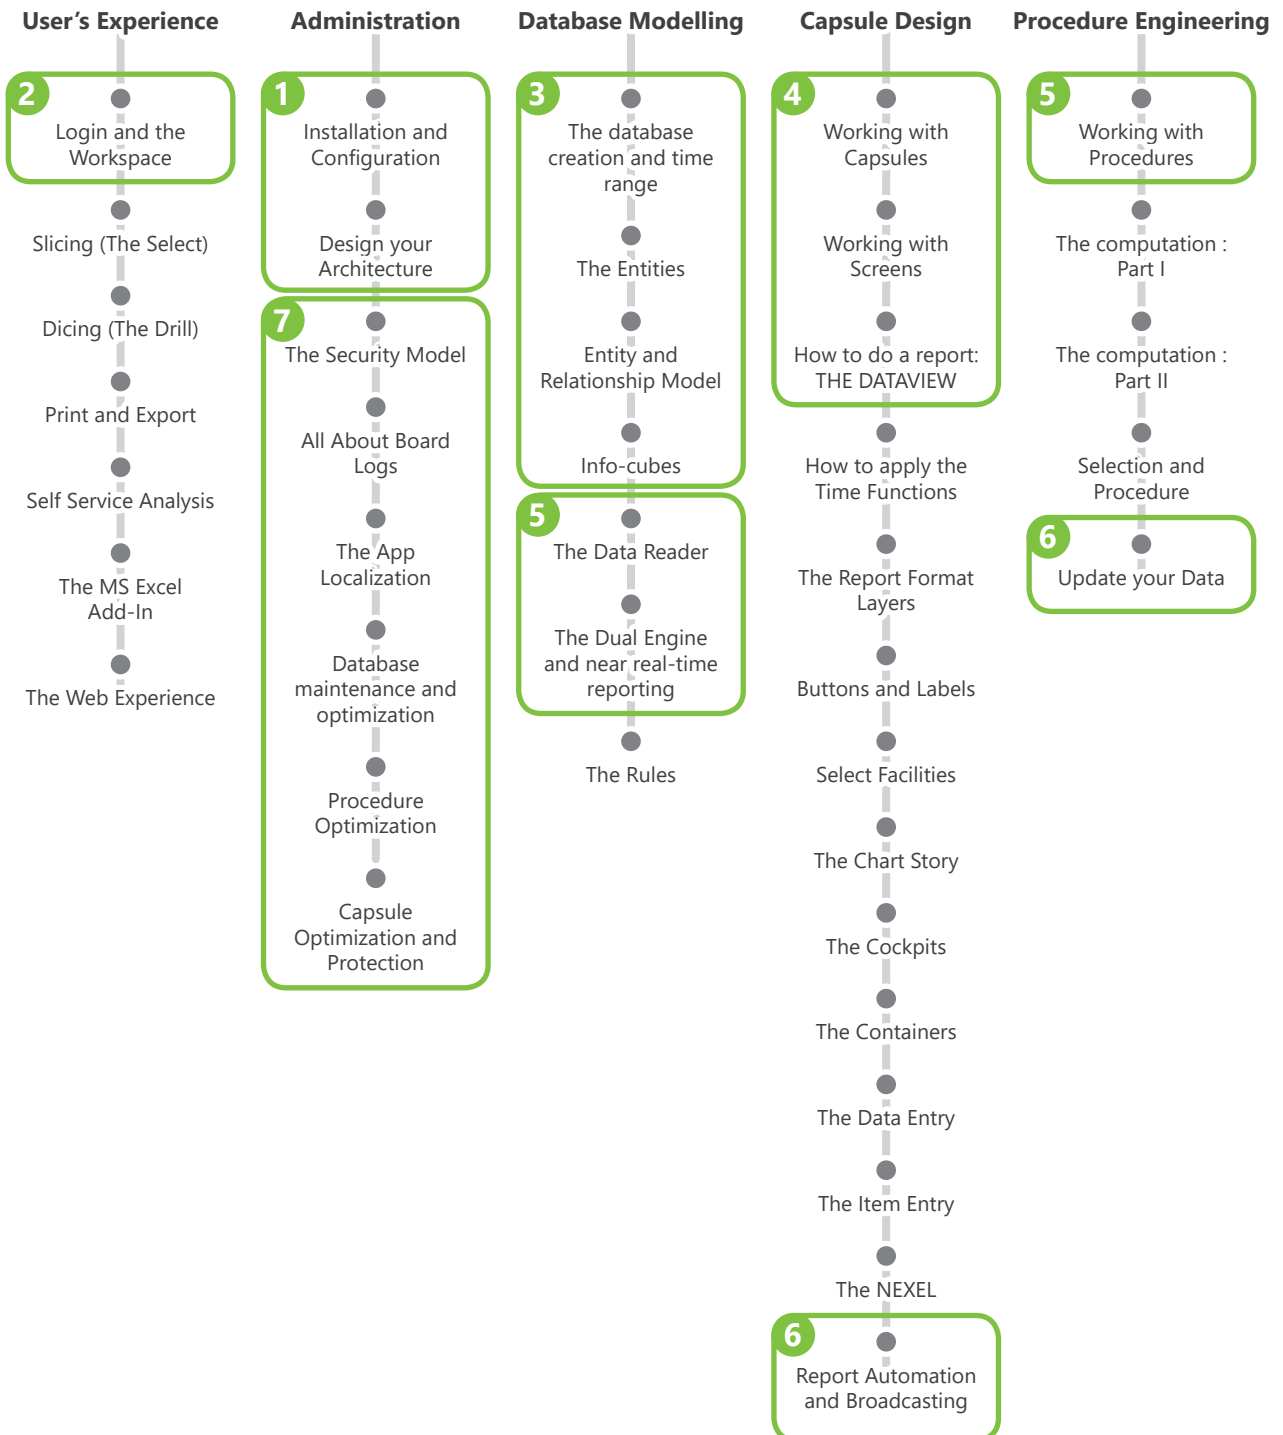 User's Experience
2
Login and the
Workspace
Slicing (The Select)
Dicing (The Drill)
Print and Export
Self Service Analysis
The MS Excel
Add-In
The Web Experience
Administration
1
Installation and
Configuration
Design your
Architecture
7
The Security Model
All About Board
Logs
The App
Localization
Database
maintenance and
optimization
Procedure
Optimization
Capsule
Optimization and
Protection
Database Modelling
3
The database
creation and time
range
The Entities
Entity and
Relationship Model
Info-cubes
5
The Data Reader
The Dual Engine
and near real-time
reporting
The Rules
Capsule Design
4
Working with
Capsules
Working with
Screens
How to do a report:
THE DATAVIEW
How to apply the
Time Functions
The Report Format
Layers
Buttons and Labels
Select Facilities
The Chart Story
The Cockpits
The Containers
The Data Entry
The Item Entry
The NEXEL
6
Report Automation
and Broadcasting
Procedure Engineering
5
Working with
Procedures
The computation :
Part I
The computation :
Part II
Selection and
Procedure
6
Update your Data